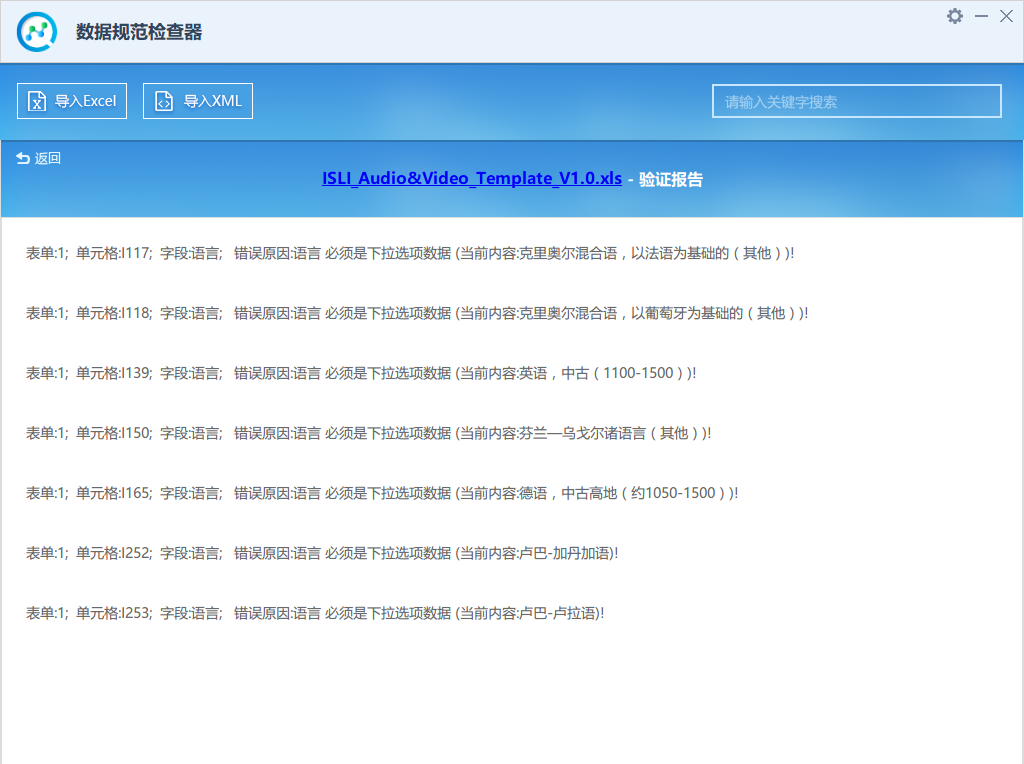 数据规范检查器
导入Excel
导入XML
请输入关键字搜索
返回
ISLI_Audio&Video_Template_V1.0.xls - 验证报告
表单:1; 单元格:I117; 字段:语言; 错误原因:语言 必须是下拉选项数据 (当前内容:克里奥尔混合语，以法语为基础的（其他）)!
表单:1; 单元格:I118; 字段:语言; 错误原因:语言 必须是下拉选项数据 (当前内容:克里奥尔混合语，以葡萄牙为基础的（其他）)!
表单:1; 单元格:I139; 字段:语言; 错误原因:语言 必须是下拉选项数据 (当前内容:英语，中古（1100-1500）)!
表单:1; 单元格:I150; 字段:语言; 错误原因:语言 必须是下拉选项数据 (当前内容:芬兰—乌戈尔诸语言（其他）)!
表单:1; 单元格:I165; 字段:语言; 错误原因:语言 必须是下拉选项数据 (当前内容:德语，中古高地（约1050-1500）)!
表单:1; 单元格:I252; 字段:语言; 错误原因:语言 必须是下拉选项数据 (当前内容:卢巴-加丹加语)!
表单:1; 单元格:I253; 字段:语言; 错误原因:语言 必须是下拉选项数据 (当前内容:卢巴-卢拉语)!